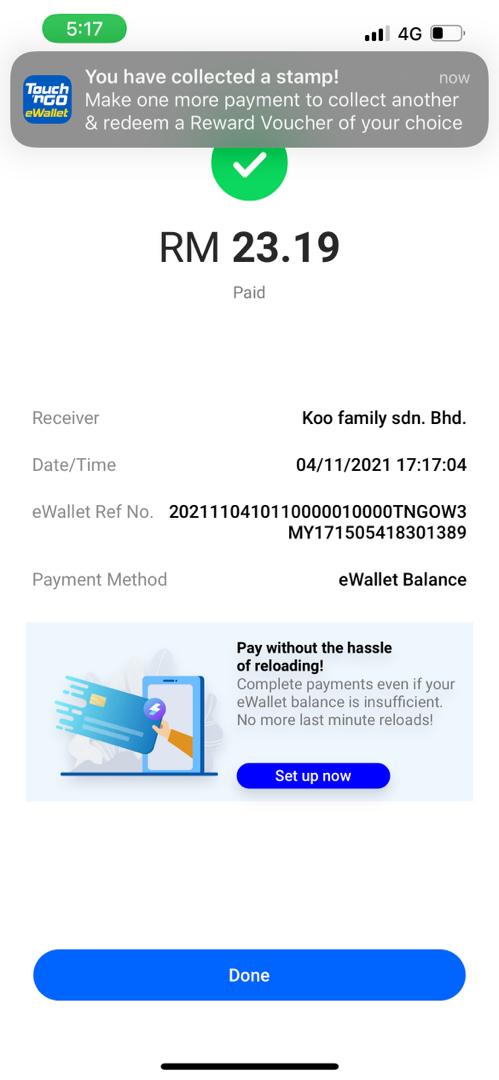 5:17
4G
Touch
'nGO
eWallet
You have collected a stamp!
now
Make one more payment to collect another
& redeem a Reward Voucher of your choice
RM 23.19
Paid
Receiver
Koo family sdn. Bhd.
Date/Time
04/11/2021 17:17:04
eWallet Ref No.
2021110410110000010000TNGOW3
MY171505418301389
Payment Method
eWallet Balance
Pay without the hassle
of reloading!
Complete payments even if your
eWallet balance is insufficient.
No more last minute reloads!
Set up now
Done